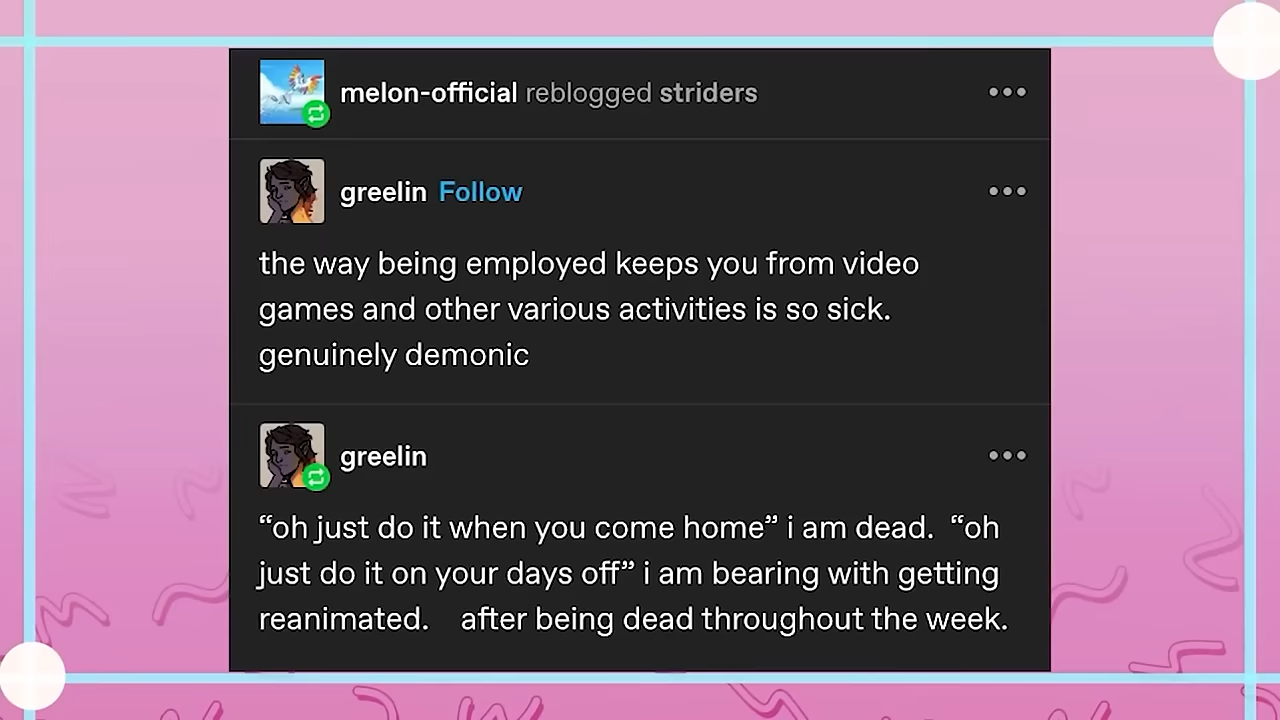 melon-official reblogged striders
greelin Follow
the way being employed keeps you from video
games and other various activities is so sick.
genuinely demonic
greelin
“oh just do it when you come home” i am dead. “oh
just do it on your days off” i am bearing with getting
reanimated. after being dead throughout the week.